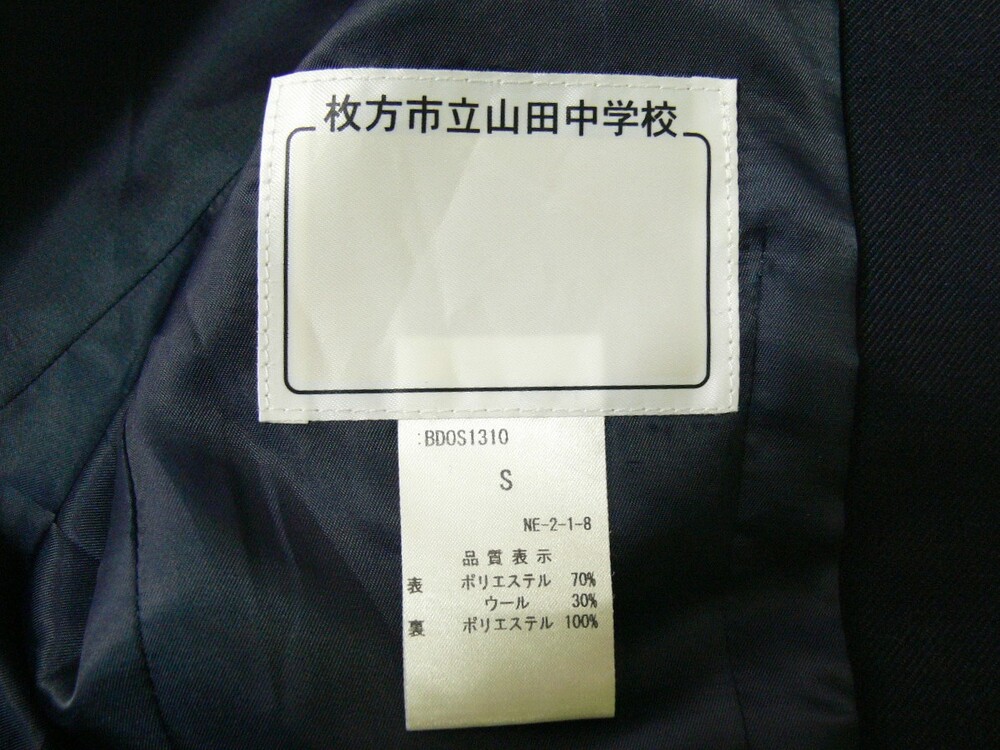 枚方市立山田中学校
:BDOS1310
S
NE-2-1-8
品質表示
表 ポリエステル 70%
ウール 30%
裏 ポリエステル 100%